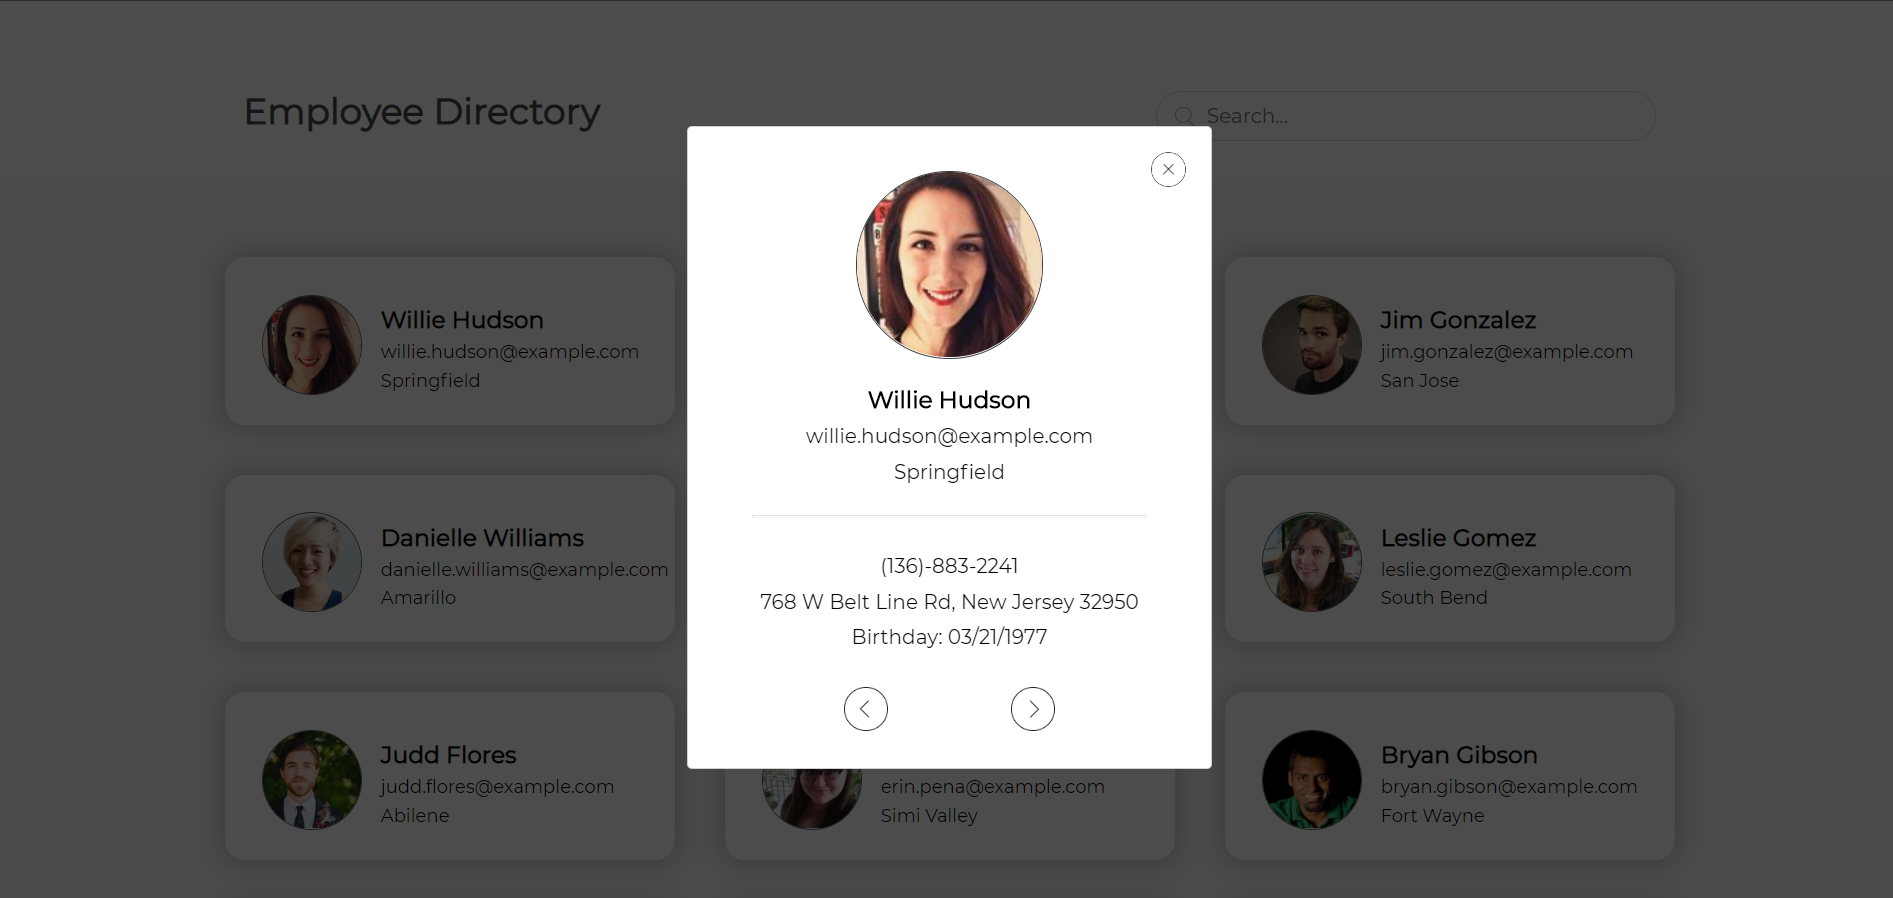 Employee Directory
Search...
Willie Hudson
willie.hudson@example.com
Springfield
(136)-883-2241
768 W Belt Line Rd, New Jersey 32950
Birthday: 03/21/1977
Willie Hudson
willie.hudson@example.com
Springfield
Jim Gonzalez
jim.gonzalez@example.com
San Jose
Danielle Williams
danielle.williams@example.com
Amarillo
Leslie Gomez
leslie.gomez@example.com
South Bend
Judd Flores
judd.flores@example.com
Abilene
erin.pena@example.com
Simi Valley
Bryan Gibson
bryan.gibson@example.com
Fort Wayne